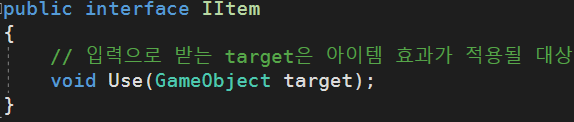 public interface IItem
{
// 입력으로 받는 target은 아이템 효과가 적용될 대상
void Use(GameObject target);
}